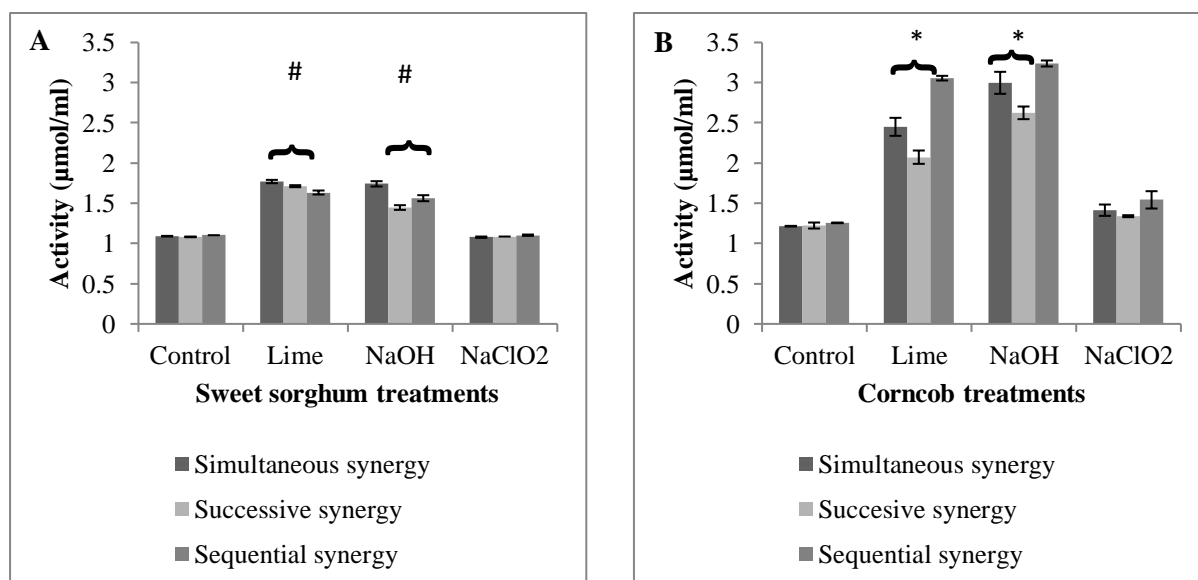 A
Activity (µmol/ml)
3.5
3
2.5
2
1.5
1
0.5
0
# #
Control Lime NaOH NaClO2
Sweet sorghum treatments
Simultaneous synergy
Successive synergy
Sequential synergy
B
Activity (µmol/ml)
3.5
3
2.5
2
1.5
1
0.5
0
* *
Control Lime NaOH NaClO2
Corncob treatments
Simultaneous synergy
Succesive synergy
Sequential synergy